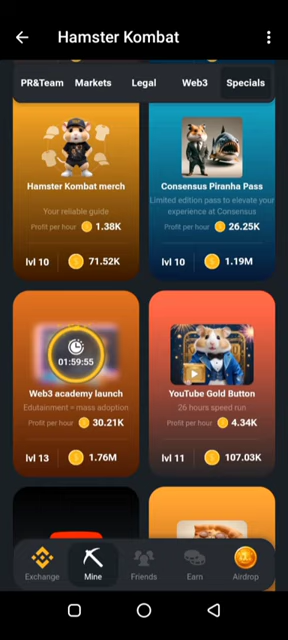 Hamster Kombat
PR&Team Markets Legal Web3 Specials
Hamster Kombat merch
Your reliable guide
Profit per hour 1.38K
lvl 10 71.52K
Consensus Piranha Pass
Limited edition pass to elevate your
experience at Consensus
Profit per hour 26.25K
lvl 10 1.19M
01:59:55
Web3 academy launch
Edutainment = mass adoption
Profit per hour 30.21K
lvl 13 1.76M
YouTube Gold Button
26 hours speed run
Profit per hour 4.34K
lvl 11 107.03K
Exchange Mine Friends Earn Airdrop